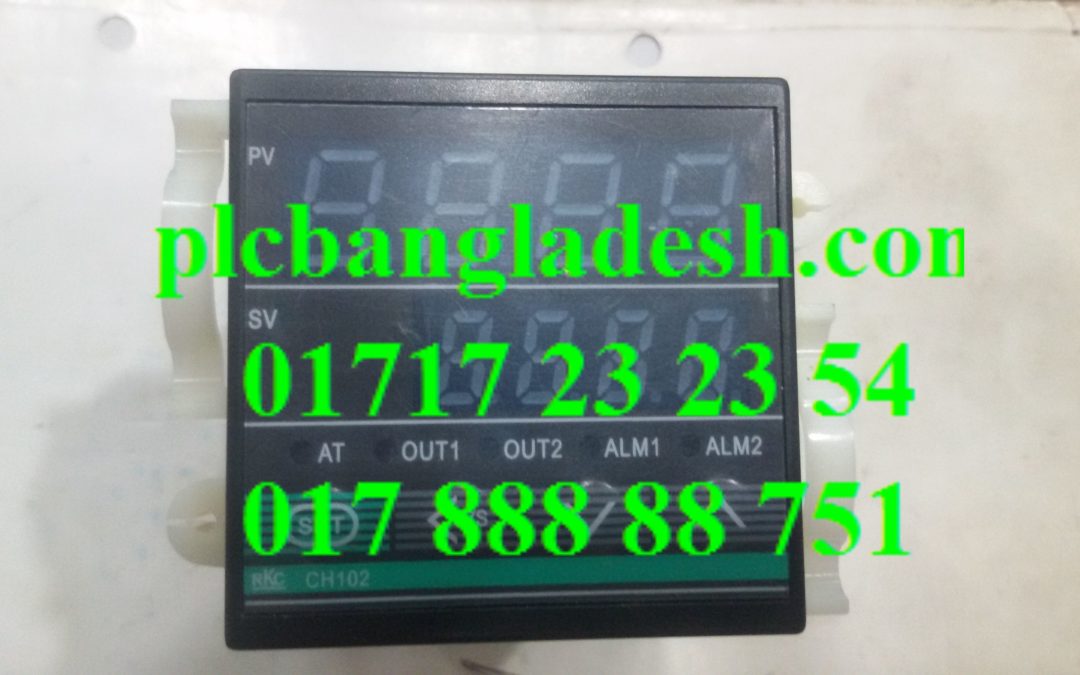 PV
plcbangladesh.com
SV
01717 23 23 54
AT OUT1 OUT2 ALM1 ALM2
017 888 88 751
SET
RKC CH102